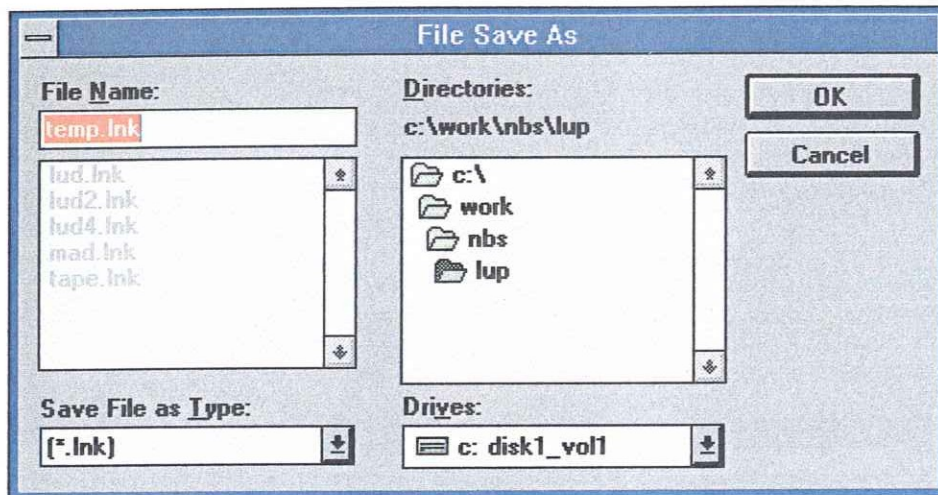 File Save As
File Name:
temp.lnk
lud.lnk
lud2.lnk
lud4.lnk
mad.lnk
tape.lnk
Save File as Type:
(*.lnk)
Directories:
c:\work\nbs\lup
c:\
work
nbs
lup
Drives:
c: disk1_vol1
OK
Cancel